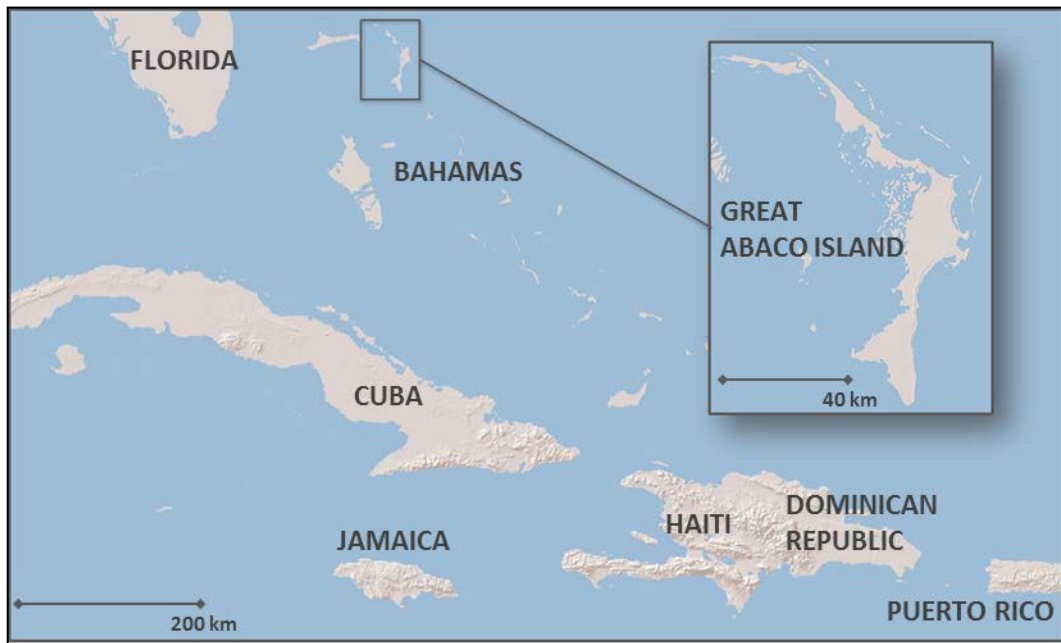 FLORIDA
BAHAMAS
GREAT
ABACO ISLAND
40 km
CUBA
JAMAICA
HAITI
DOMINICAN
REPUBLIC
200 km
PUERTO RICO